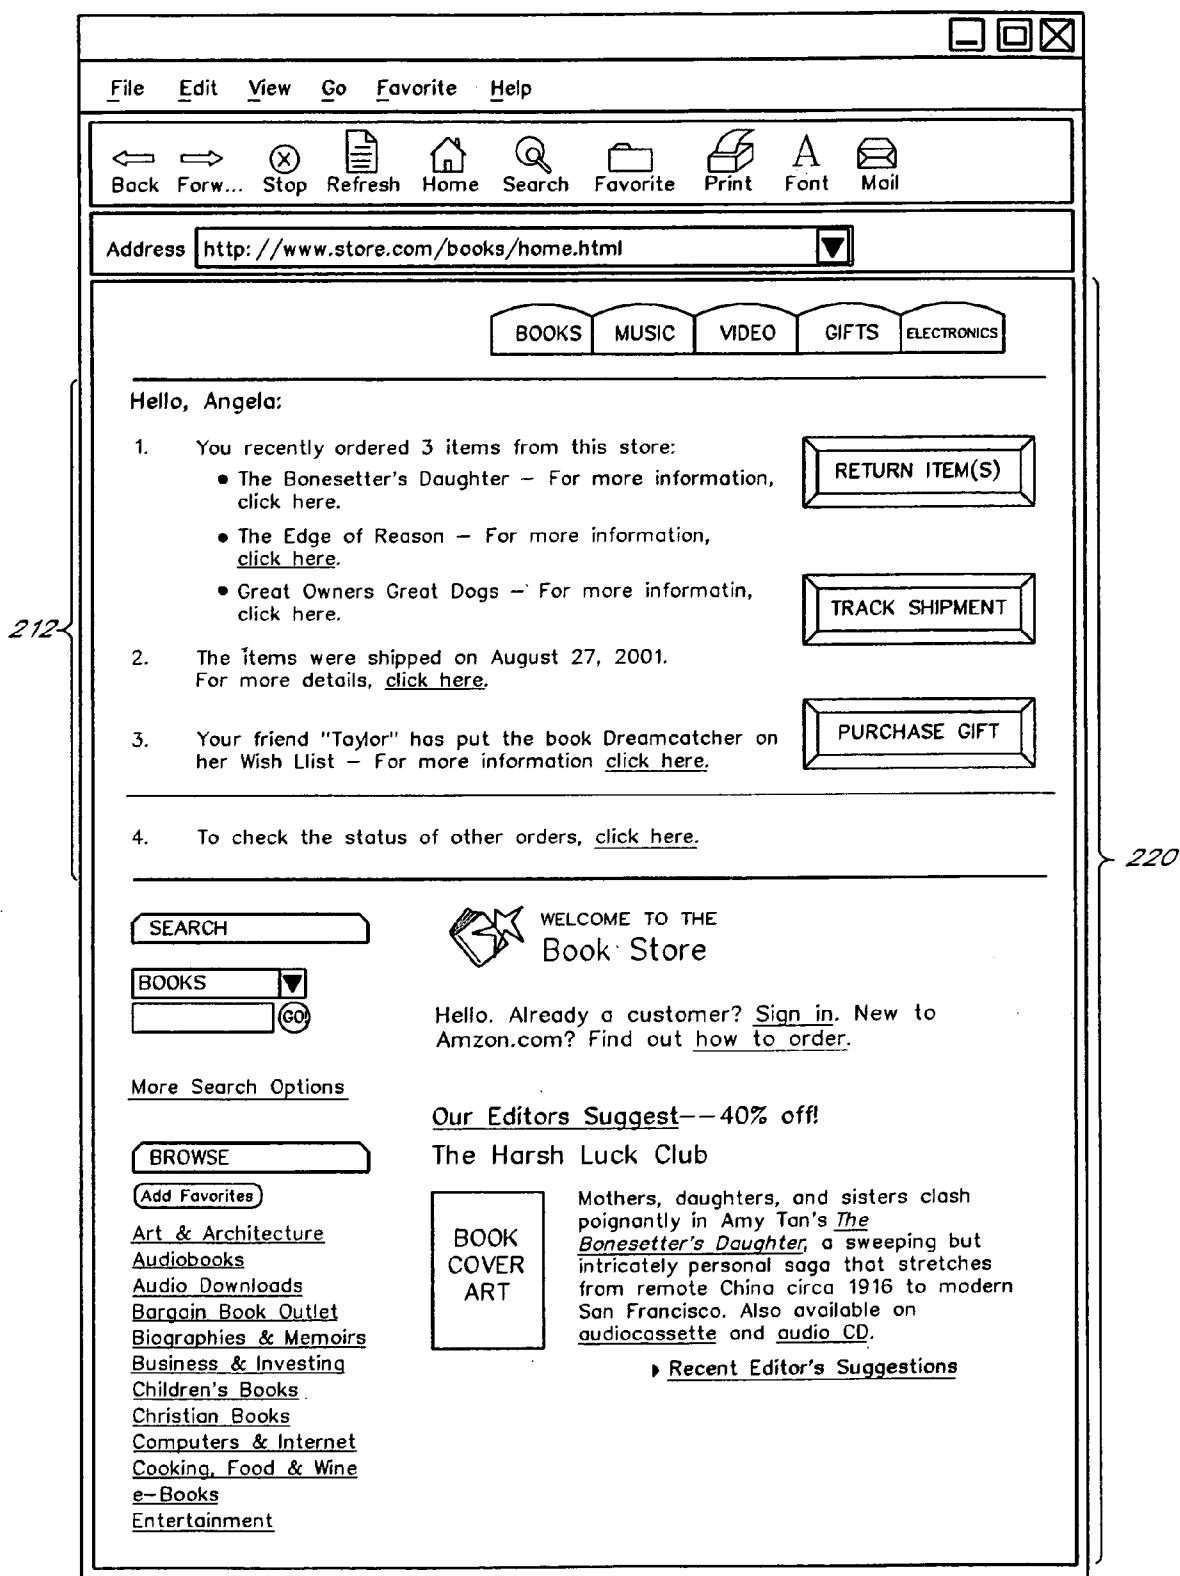 File Edit View Go Favorite Help
Back Forw... Stop Refresh Home Search Favorite Print Font Mail
Address http://www.store.com/books/home.html
BOOKS MUSIC VIDEO GIFTS ELECTRONICS
Hello, Angela:
1. You recently ordered 3 items from this store:
• The Bonesetter's Daughter – For more information,
click here.
RETURN ITEM(S)
• The Edge of Reason – For more information,
click here.
• Great Owners Great Dogs – For more informatin,
click here.
TRACK SHIPMENT
212
2. The items were shipped on August 27, 2001.
For more details, click here.
3. Your friend "Taylor" has put the book Dreamcatcher on
her Wish Llist – For more information click here.
PURCHASE GIFT
4. To check the status of other orders, click here.
220
SEARCH
BOOKS
GO!
More Search Options
BROWSE
Add Favorites
Art & Architecture
Audiobooks
Audio Downloads
Bargain Book Outlet
Biographies & Memoirs
Business & Investing
Children's Books
Christian Books
Computers & Internet
Cooking, Food & Wine
e-Books
Entertainment
WELCOME TO THE
Book Store
Hello. Already a customer? Sign in. New to
Amzon.com? Find out how to order.
Our Editors Suggest--40% off!
The Harsh Luck Club
BOOK
COVER
ART
Mothers, daughters, and sisters clash
poignantly in Amy Tan's The
Bonesetter's Daughter, a sweeping but
intricately personal saga that stretches
from remote China circa 1916 to modern
San Francisco. Also available on
audiocassette and audio CD.
Recent Editor's Suggestions